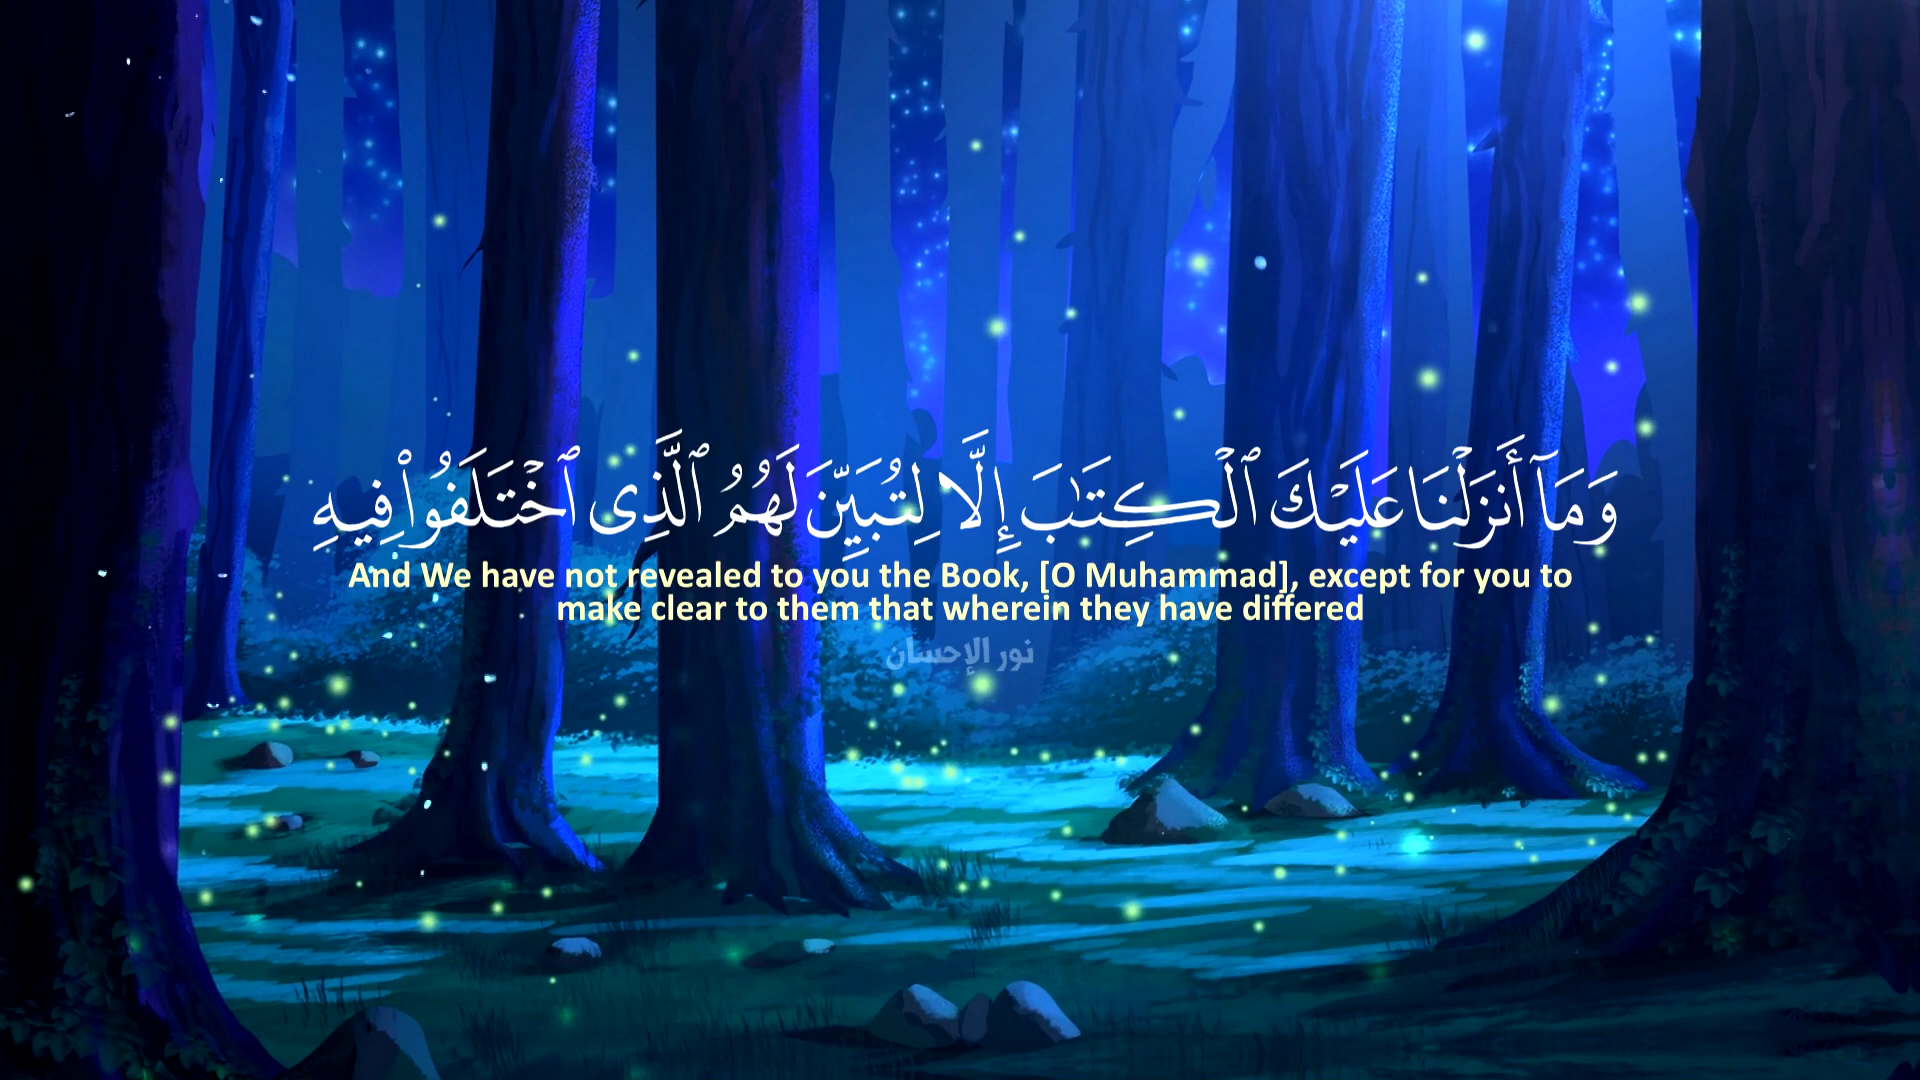 وَمَآ أَنزَلْنَا عَلَيْكَ ٱلْكِتَٰبَ إِلَّا لِتُبَيِّنَ لَهُمُ ٱلَّذِى ٱخْتَلَفُوا۟ فِيهِ
And We have not revealed to you the Book, [O Muhammad], except for you to
make clear to them that wherein they have differed
نور الإحسان